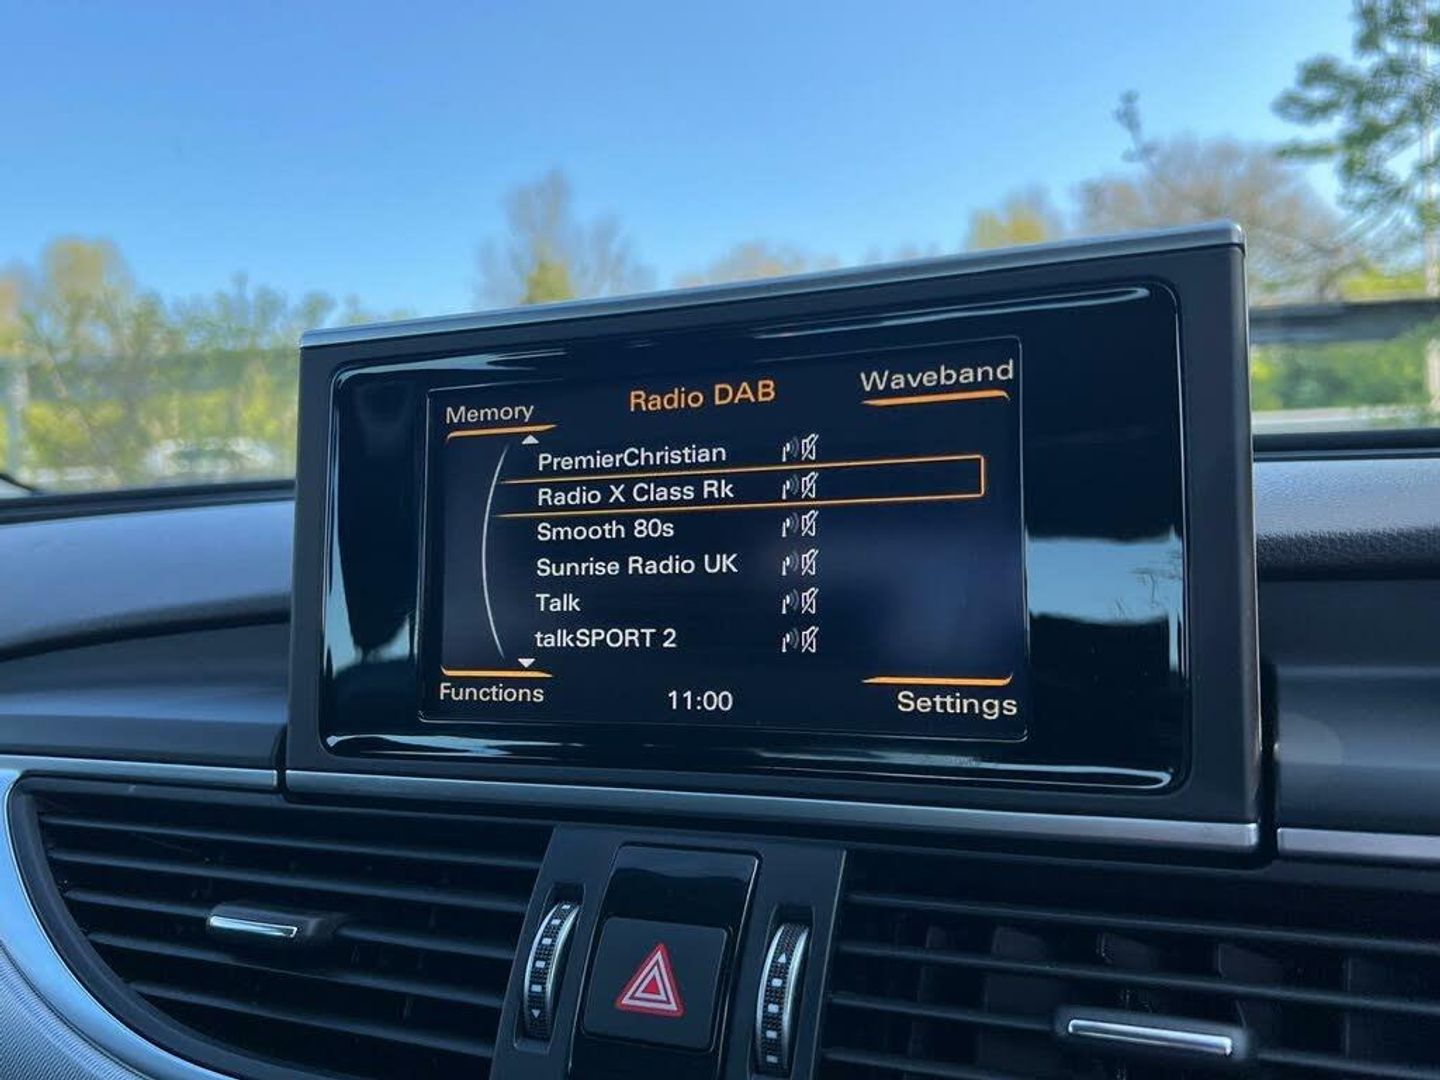 Memory
Radio DAB
Waveband
PremierChristian
Radio X Class Rk
Smooth 80s
Sunrise Radio UK
Talk
talkSPORT 2
Functions
11:00
Settings